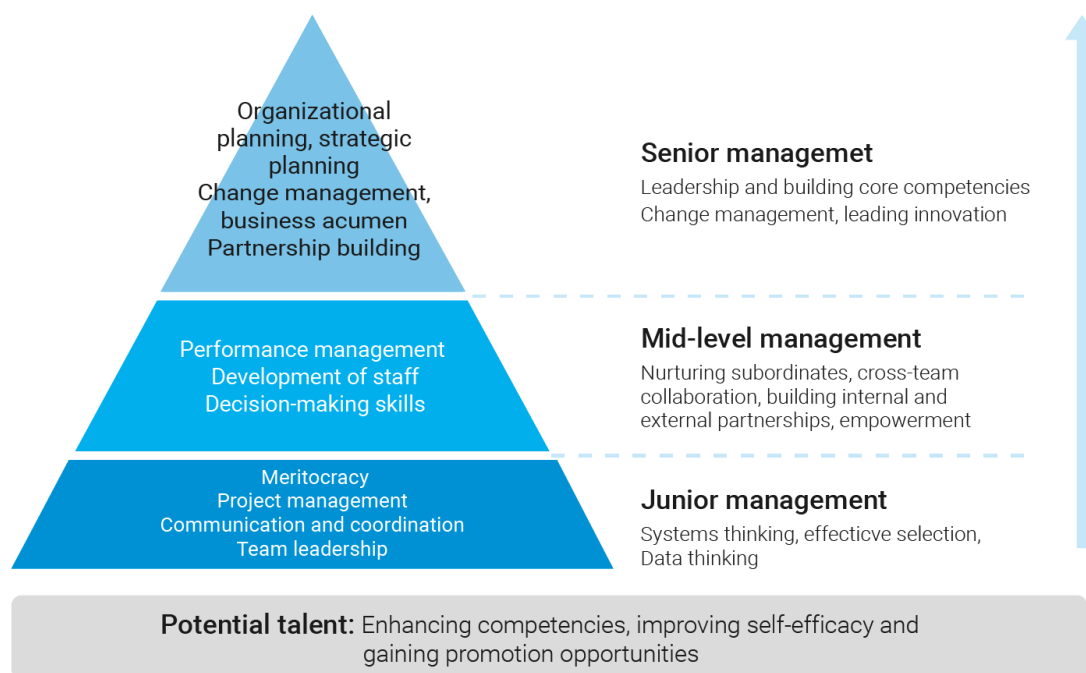 Organizational
planning, strategic
planning
Change management,
business acumen
Partnership building
Senior managemet
Leadership and building core competencies
Change management, leading innovation
Performance management
Development of staff
Decision-making skills
Mid-level management
Nurturing subordinates, cross-team
collaboration, building internal and
external partnerships, empowerment
Meritocracy
Project management
Communication and coordination
Team leadership
Junior management
Systems thinking, effecticve selection,
Data thinking
Potential talent: Enhancing competencies, improving self-efficacy and
gaining promotion opportunities